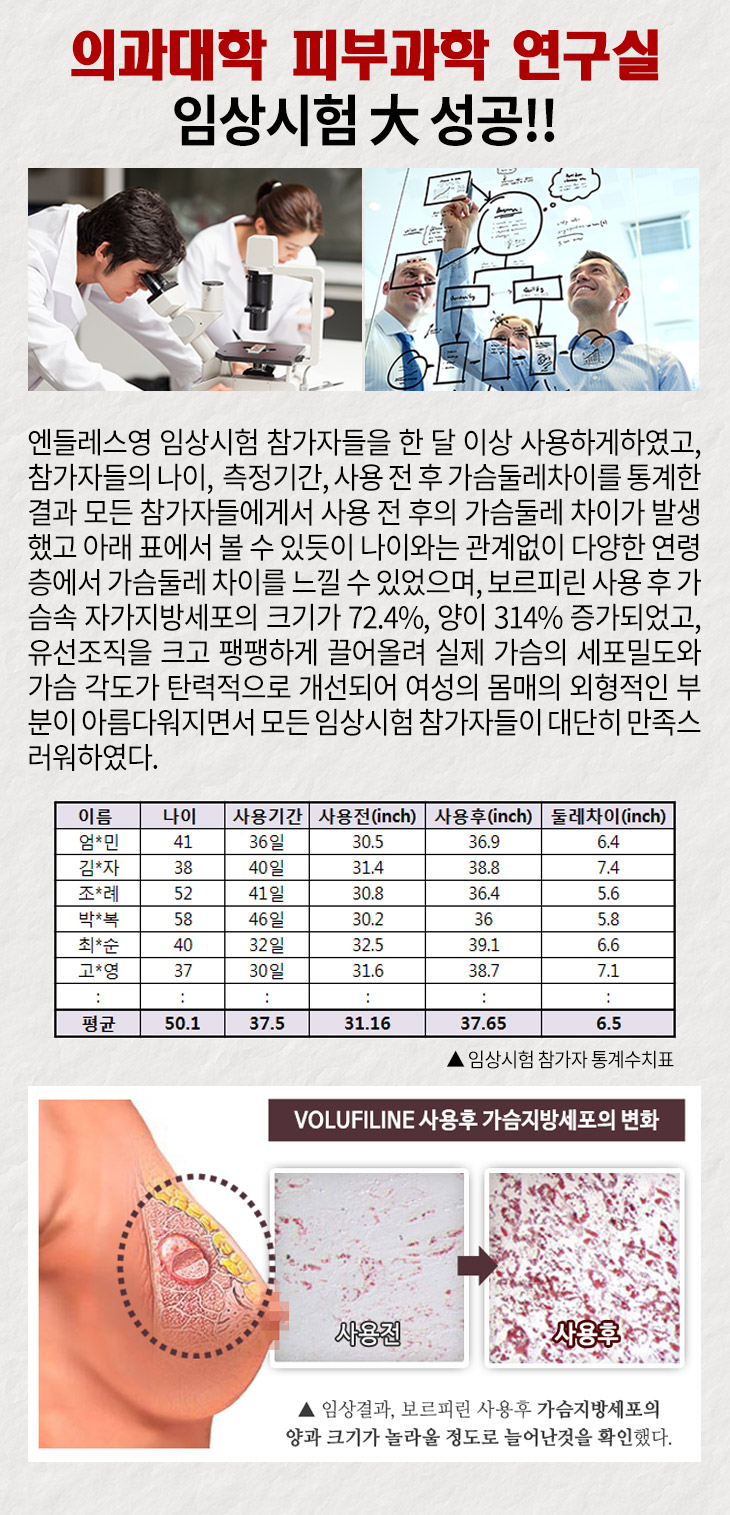 의과대학 피부과학 연구실
임상시험 大 성공!!
엔들레스영 임상시험 참가자들을 한 달 이상 사용하게하였고,
참가자들의 나이, 측정기간, 사용 전 후 가슴둘레차이를 통계한
결과 모든 참가자들에게서 사용 전 후의 가슴둘레 차이가 발생
했고 아래 표에서 볼 수 있듯이 나이와는 관계없이 다양한 연령
층에서 가슴둘레 차이를 느낄 수 있었으며, 보르피린 사용 후 가
슴속 자가지방세포의 크기가 72.4%, 양이 314% 증가되었고,
유선조직을 크고 팽팽하게 끌어올려 실제 가슴의 세포밀도와
가슴 각도가 탄력적으로 개선되어 여성의 몸매의 외형적인 부
분이 아름다워지면서 모든 임상시험 참가자들이 대단히 만족스
러워하였다.
이름 나이 사용기간 사용전(inch) 사용후(inch) 둘레차이(inch)
엄*민 41 36일 30.5 36.9 6.4
김*자 38 40일 31.4 38.8 7.4
조*례 52 41일 30.8 36.4 5.6
박*복 58 46일 30.2 36 5.8
최*순 40 32일 32.5 39.1 6.6
고*영 37 30일 31.6 38.7 7.1
: : : : : :
평균 50.1 37.5 31.16 37.65 6.5
▲ 임상시험 참가자 통계수치표
VOLUFILINE 사용후 가슴지방세포의 변화
사용전 사용후
▲ 임상결과, 보르피린 사용후 가슴지방세포의
양과 크기가 놀라울 정도로 늘어난것을 확인했다.